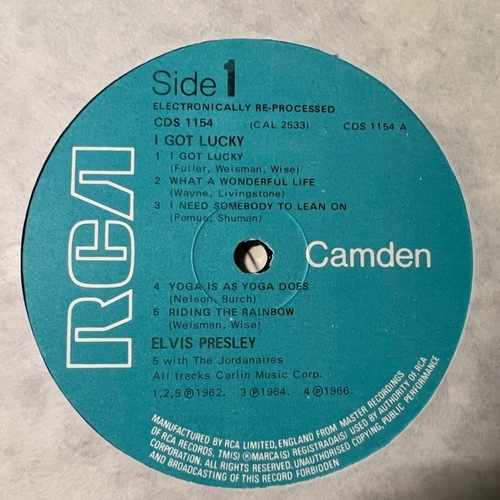 Side 1
ELECTRONICALLY RE-PROCESSED
CDS 1154 (CAL 2533) CDS 1154 A
I GOT LUCKY
1 I GOT LUCKY
(Fuller, Weisman, Wise)
2 WHAT A WONDERFUL LIFE
(Wayne, Livingstone)
3 I NEED SOMEBODY TO LEAN ON
(Pomus, Shuman)
RCA
Camden
4 YOGA IS AS YOGA DOES
(Nelson, Burch)
5 RIDING THE RAINBOW
(Weisman, Wise)
ELVIS PRESLEY
5 with The Jordanaires
All tracks Carlin Music Corp.
1,2,5 ℗1962. 3℗1964. 4℗1966.
MANUFACTURED BY RCA LIMITED, ENGLAND FROM MASTER RECORDINGS
OF RCA RECORDS, TM(S) ® MARCA(S) REGISTRADA(S) USED BY AUTHORITY OF RCA
CORPORATION. ALL RIGHTS RESERVED. UNAUTHORISED COPYING, PUBLIC PERFORMANCE
AND BROADCASTING OF THIS RECORD FORBIDDEN